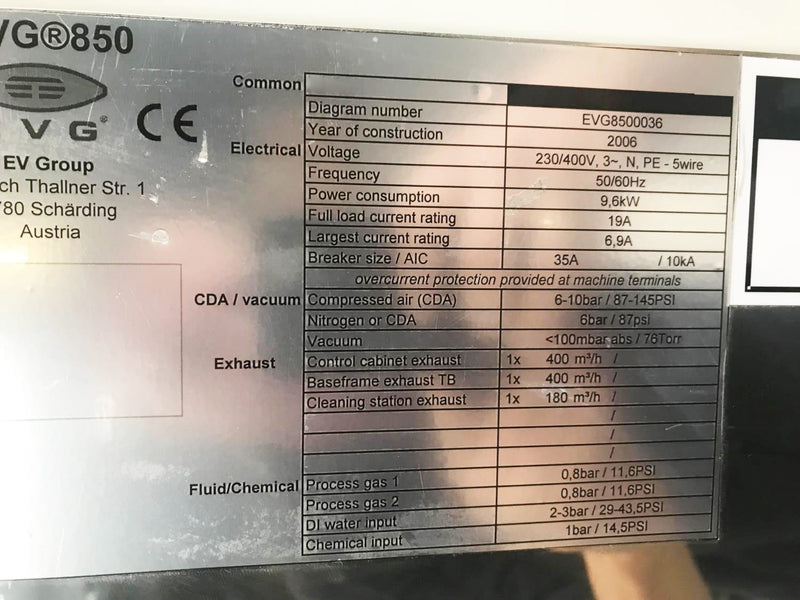 VG®850
VG®
CE
EV Group
ch Thallner Str. 1
780 Schärding
Austria
Common
Diagram number EVG8500036
Year of construction 2006
Electrical Voltage 230/400V, 3~, N, PE - 5wire
Frequency 50/60Hz
Power consumption 9,6kW
Full load current rating 19A
Largest current rating 6,9A
Breaker size / AIC 35A / 10kA
overcurrent protection provided at machine terminals
CDA / vacuum Compressed air (CDA) 6-10bar / 87-145PSI
Nitrogen or CDA 6bar / 87psi
Vacuum <100mbar abs / 76Torr
Exhaust Control cabinet exhaust 1x 400 m³/h /
Baseframe exhaust TB 1x 400 m³/h /
Cleaning station exhaust 1x 180 m³/h /
/
/
/
Fluid/Chemical Process gas 1 0,8bar / 11,6PSI
Process gas 2 0,8bar / 11,6PSI
DI water input 2-3bar / 29-43,5PSI
Chemical input 1bar / 14,5PSI